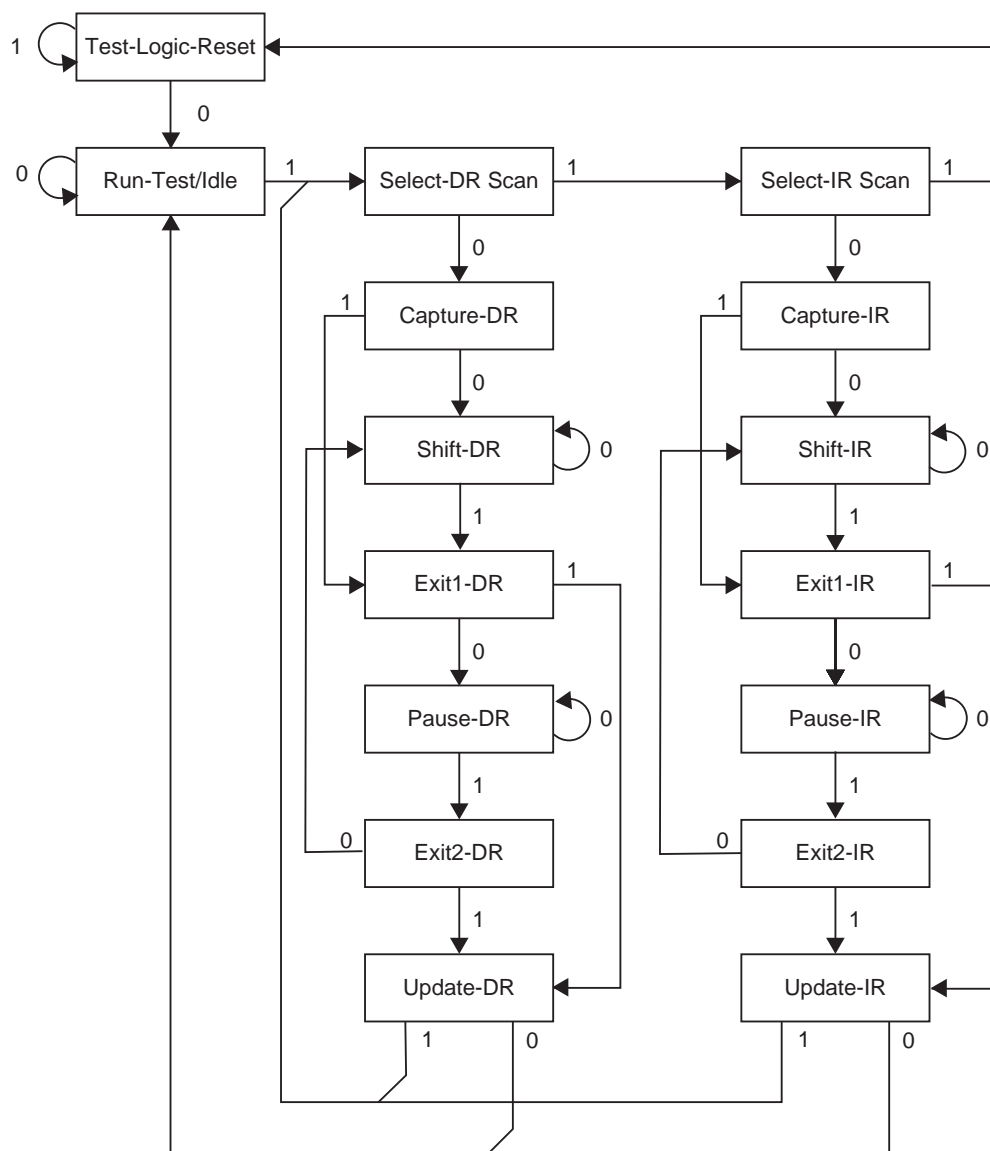 1
Test-Logic-Reset
0
0
Run-Test/Idle
1
Select-DR Scan
1
Select-IR Scan
1
0
0
1
Capture-DR
1
Capture-IR
0
0
Shift-DR
0
Shift-IR
0
1
1
Exit1-DR
1
Exit1-IR
1
0
0
Pause-DR
0
Pause-IR
0
1
1
0
Exit2-DR
0
Exit2-IR
1
1
Update-DR
Update-IR
1
0
1
0